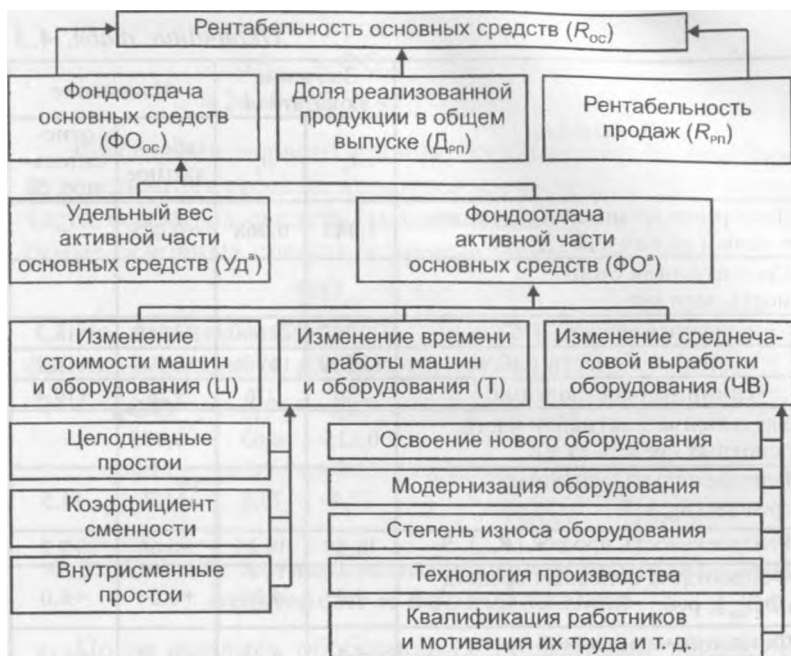 Рентабельность основных средств (Rос)
Фондоотдача
основных средств
(ФОос)
Доля реализованной
продукции в общем
выпуске (Дрп)
Рентабельность
продаж (Rрп)
Удельный вес
активной части
основных средств (Удᵃ)
Фондоотдача
активной части
основных средств (ФОᵃ)
Изменение
стоимости машин
и оборудования (Ц)
Изменение времени
работы машин
и оборудования (Т)
Изменение среднеча-
совой выработки
оборудования (ЧВ)
Целодневные
простои
Коэффициент
сменности
Внутрисменные
простои
Освоение нового оборудования
Модернизация оборудования
Степень износа оборудования
Технология производства
Квалификация работников
и мотивация их труда и т. д.